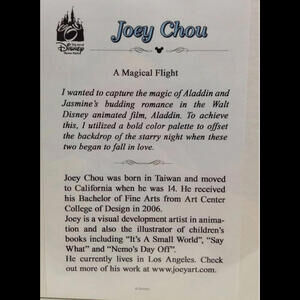 Joey Chou
Disney
A Magical Flight
I wanted to capture the magic of Aladdin and
Jasmine's budding romance in the Walt
Disney animated film, Aladdin. To achieve
this, I utilized a bold color palette to offset
the backdrop of the starry night when these
two began to fall in love.
Joey Chou was born in Taiwan and moved
to California when he was 14. He received
his Bachelor of Fine Arts from Art Center
College of Design in 2006.
Joey is a visual development artist in anima-
tion and also the illustrator of children's
books including "It's A Small World", "Say
What" and "Nemo's Day Off".
He currently lives in Los Angeles. Check
out more of his work at www.joeyart.com.